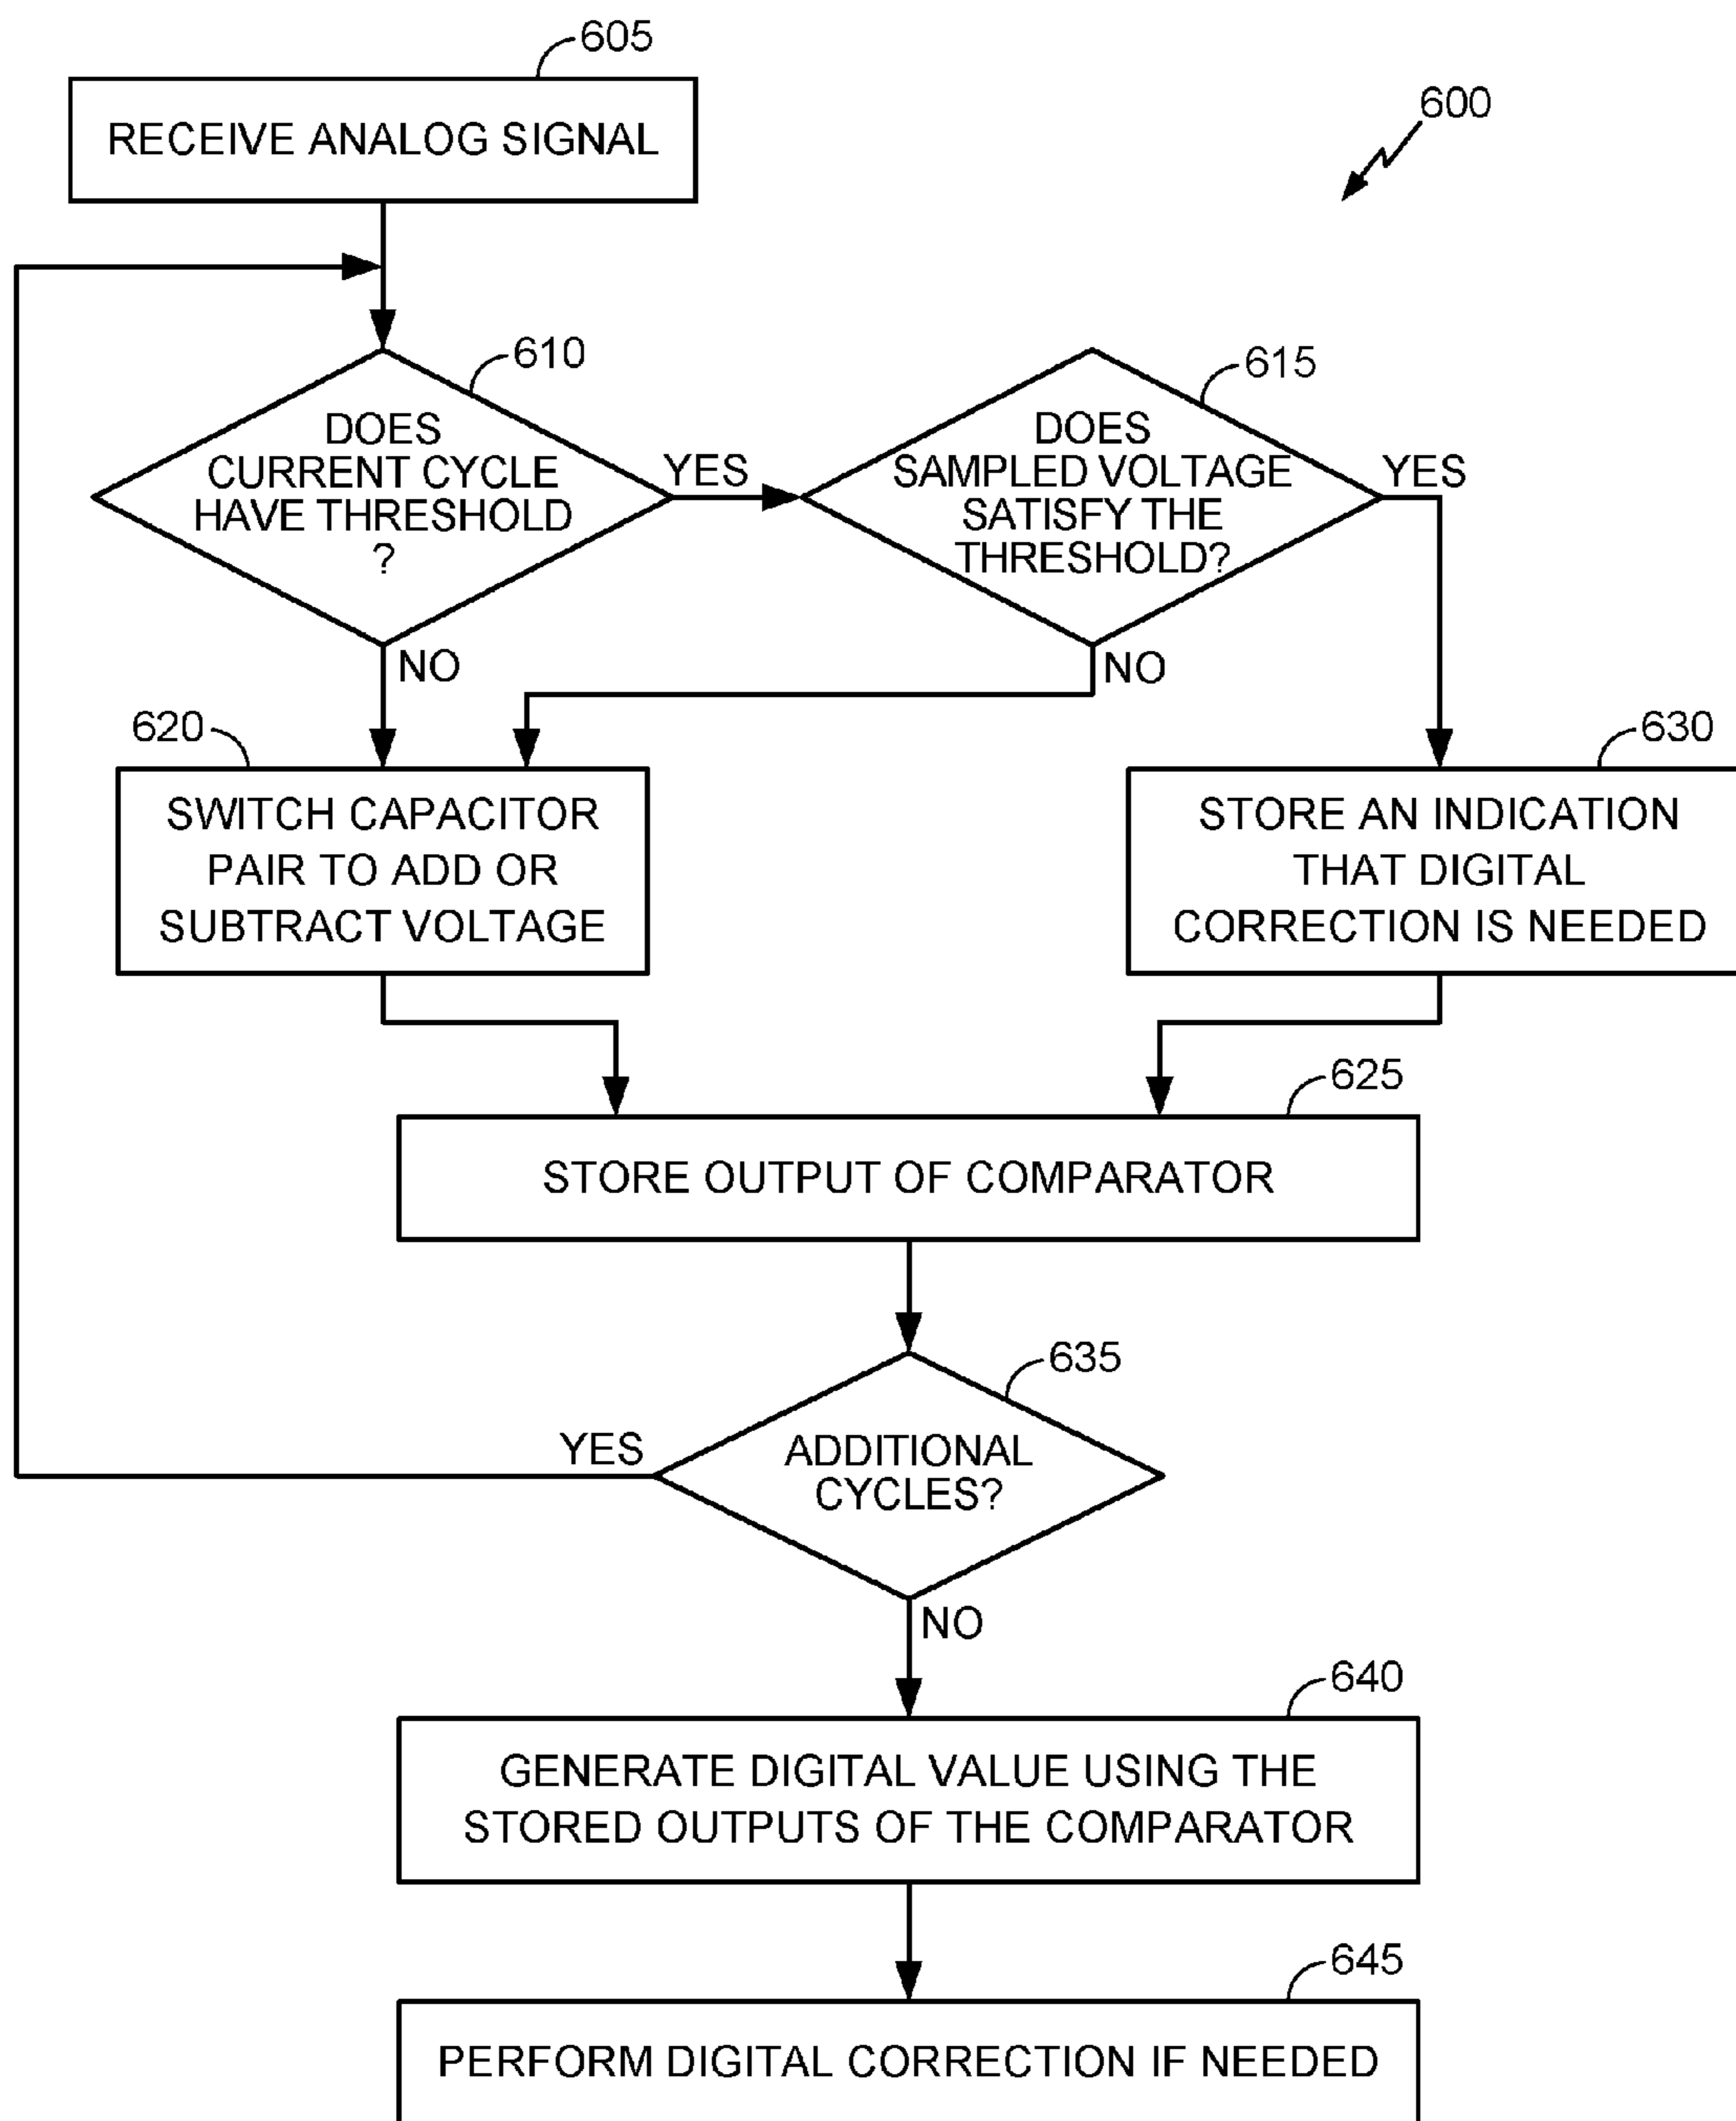 605
RECEIVE ANALOG SIGNAL
600
610
DOES
CURRENT CYCLE
HAVE THRESHOLD
?
YES
NO
615
DOES
SAMPLED VOLTAGE
SATISFY THE
THRESHOLD?
YES
NO
620
SWITCH CAPACITOR
PAIR TO ADD OR
SUBTRACT VOLTAGE
630
STORE AN INDICATION
THAT DIGITAL
CORRECTION IS NEEDED
625
STORE OUTPUT OF COMPARATOR
635
ADDITIONAL
CYCLES?
YES
NO
640
GENERATE DIGITAL VALUE USING THE
STORED OUTPUTS OF THE COMPARATOR
645
PERFORM DIGITAL CORRECTION IF NEEDED